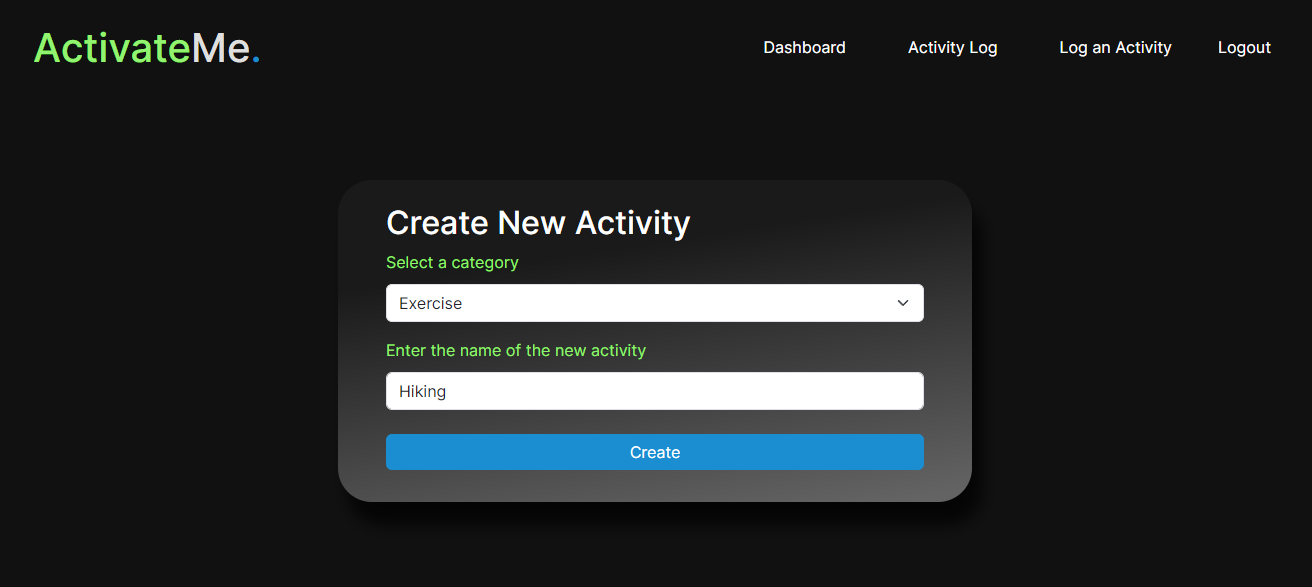 ActivateMe.
Dashboard Activity Log Log an Activity Logout
Create New Activity
Select a category
Exercise
Enter the name of the new activity
Hiking
Create